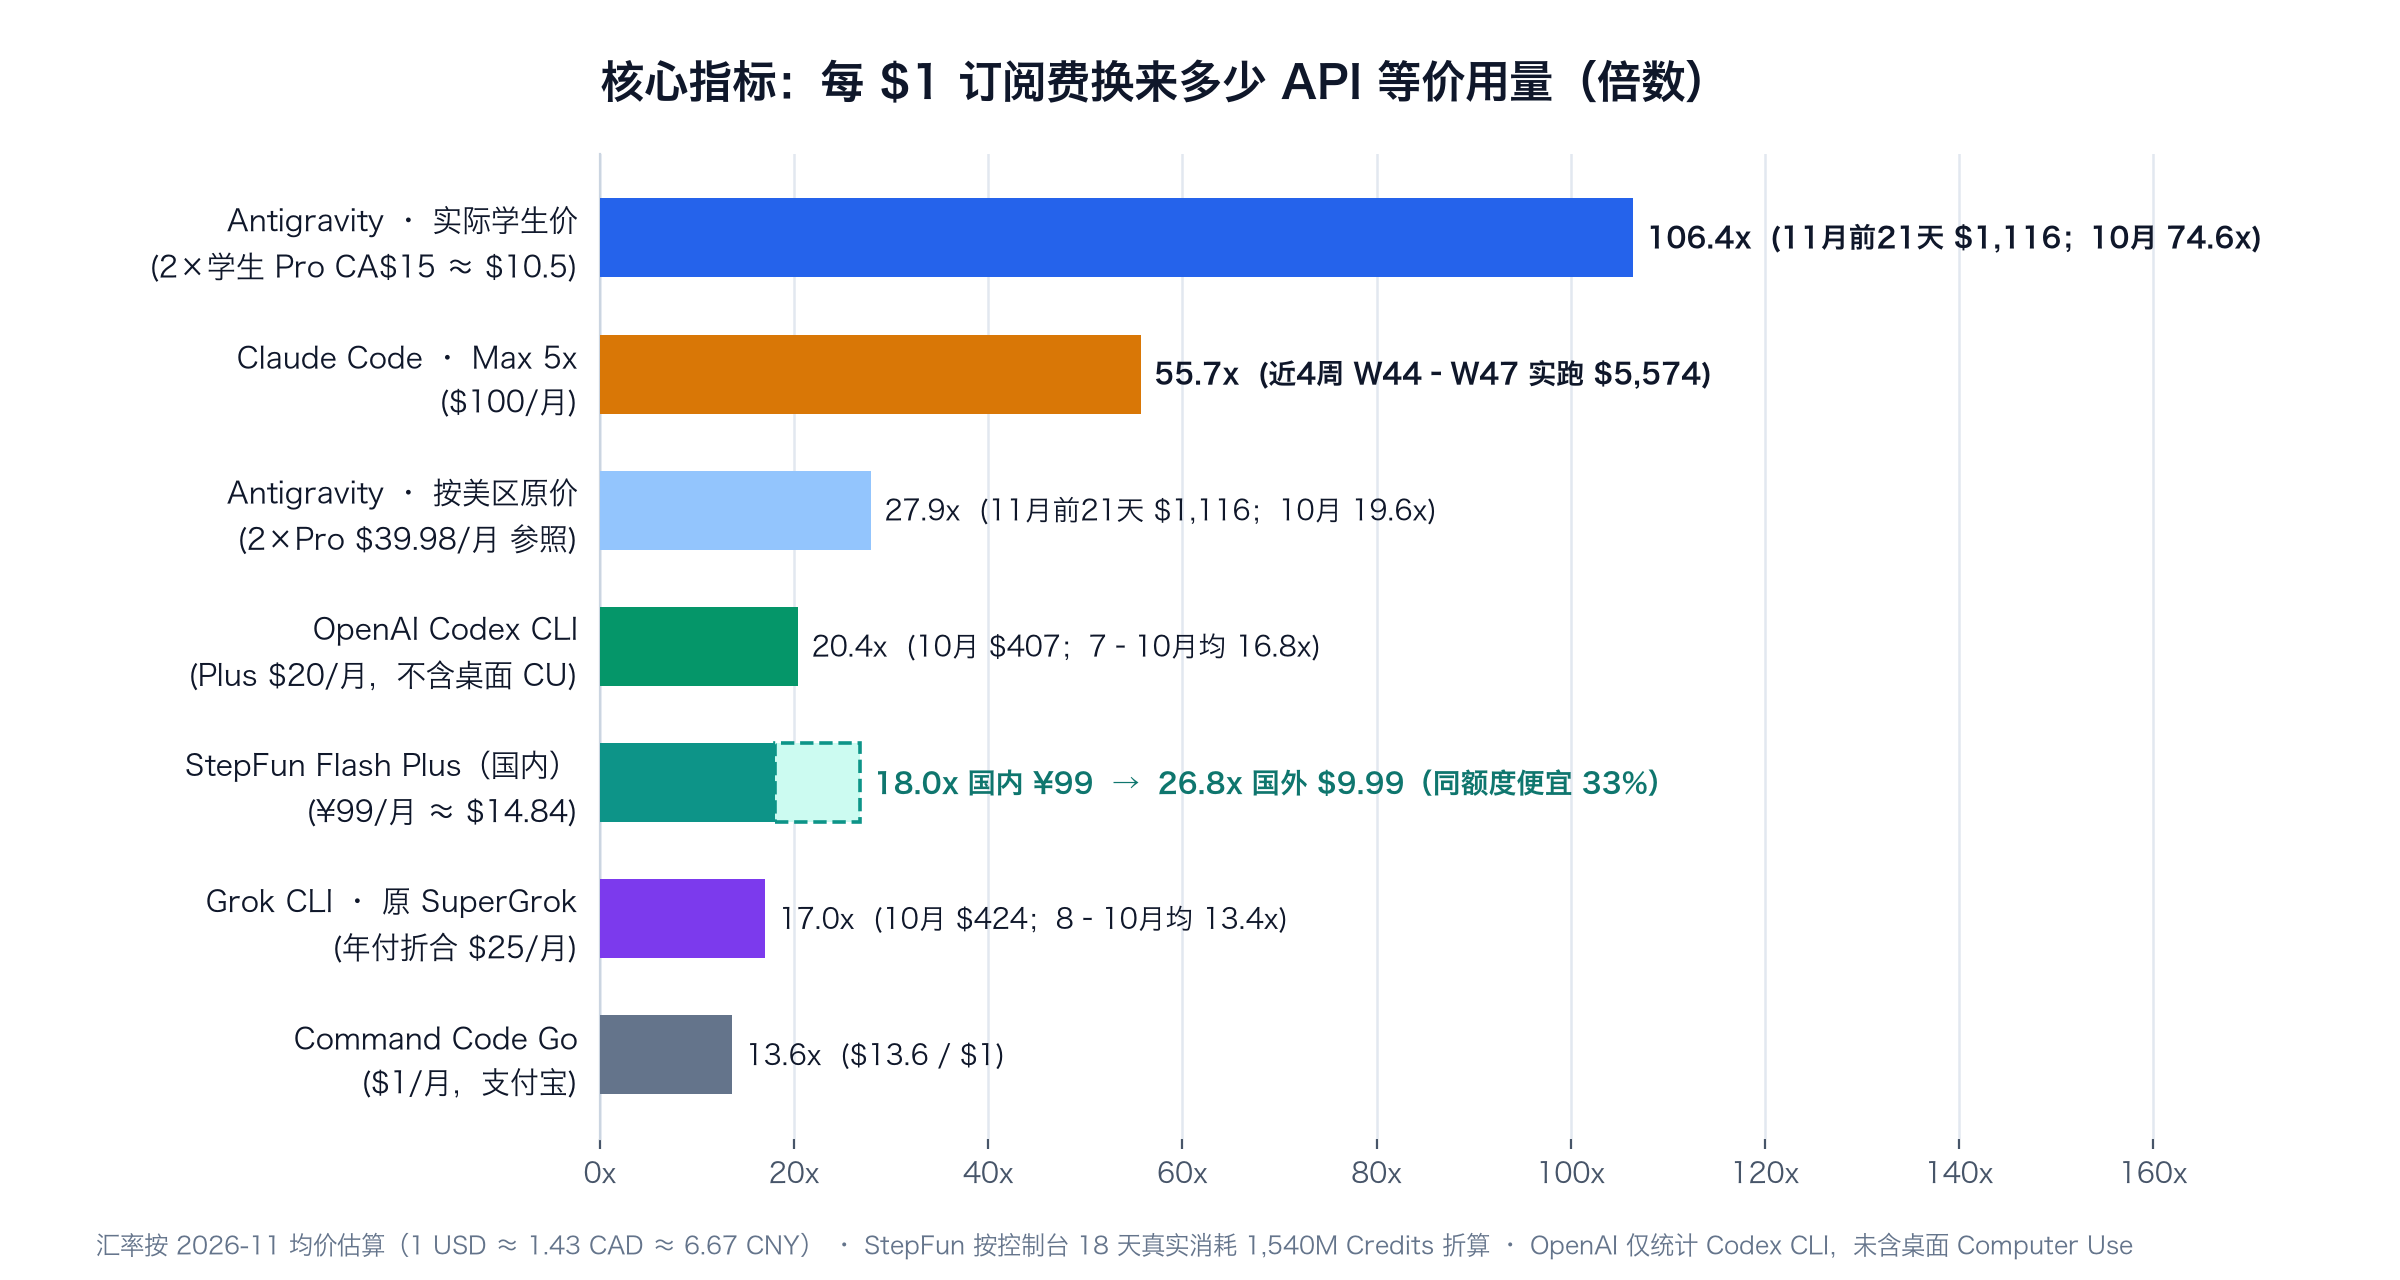 核心指标：每 $1 订阅费换来多少 API 等价用量（倍数）
Antigravity · 实际学生价
(2×学生 Pro CA$15 ≈ $10.5)
106.4x (11月前21天 $1,116；10月 74.6x)
Claude Code · Max 5x
($100/月)
55.7x (近4周 W44 - W47 实跑 $5,574)
Antigravity · 按美区原价
(2×Pro $39.98/月 参照)
27.9x (11月前21天 $1,116；10月 19.6x)
OpenAI Codex CLI
(Plus $20/月，不含桌面 CU)
20.4x (10月 $407；7 - 10月均 16.8x)
StepFun Flash Plus（国内）
(¥99/月 ≈ $14.84)
18.0x 国内 ¥99 → 26.8x 国外 $9.99（同额度便宜 33%）
Grok CLI · 原 SuperGrok
(年付折合 $25/月)
17.0x (10月 $424；8 - 10月均 13.4x)
Command Code Go
($1/月，支付宝)
13.6x ($13.6 / $1)
0x 20x 40x 60x 80x 100x 120x 140x 160x
汇率按 2026-11 均价估算（1 USD ≈ 1.43 CAD ≈ 6.67 CNY） · StepFun 按控制台 18 天真实消耗 1,540M Credits 折算 · OpenAI 仅统计 Codex CLI，未含桌面 Computer Use